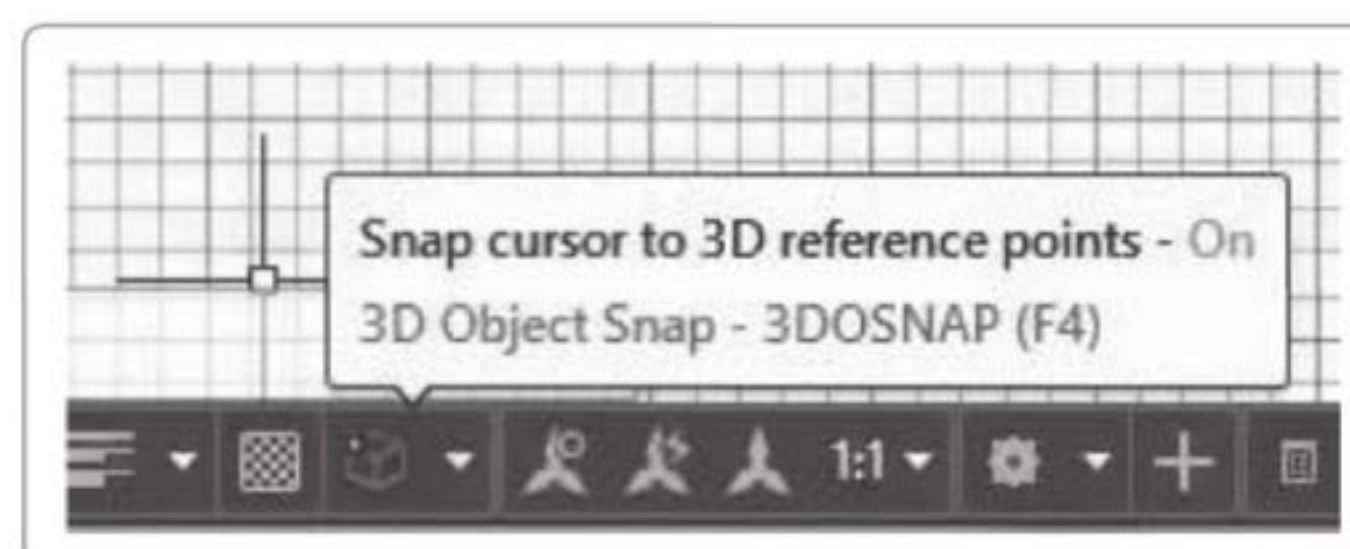 Snap cursor to 3D reference points - On
3D Object Snap - 3DOSNAP (F4)
1:1